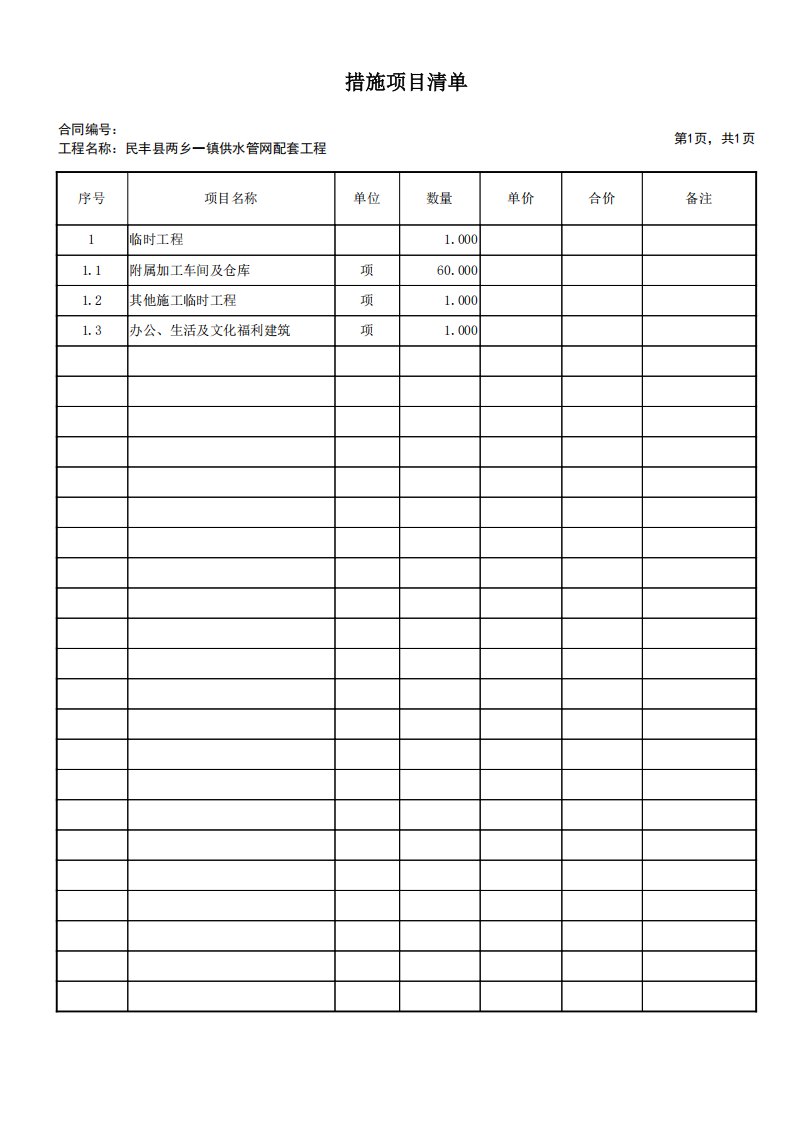 措施项目清单
合同编号：
工程名称：民丰县两乡一镇供水管网配套工程
第1页，共1页
序号 项目名称 单位 数量 单价 合价 备注
1 临时工程 1.000
1.1 附属加工车间及仓库 项 60.000
1.2 其他施工临时工程 项 1.000
1.3 办公、生活及文化福利建筑 项 1.000